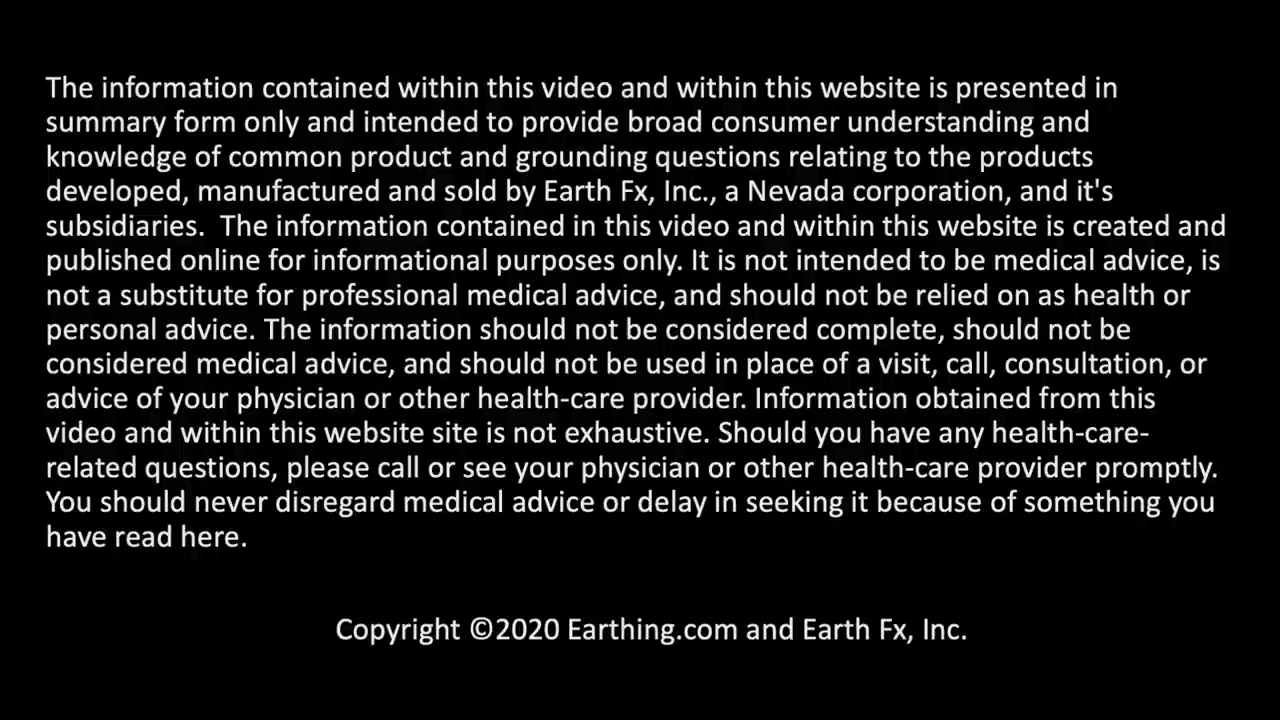 The information contained within this video and within this website is presented in
summary form only and intended to provide broad consumer understanding and
knowledge of common product and grounding questions relating to the products
developed, manufactured and sold by Earth Fx, Inc., a Nevada corporation, and it's
subsidiaries.  The information contained in this video and within this website is created and
published online for informational purposes only. It is not intended to be medical advice, is
not a substitute for professional medical advice, and should not be relied on as health or
personal advice. The information should not be considered complete, should not be
considered medical advice, and should not be used in place of a visit, call, consultation, or
advice of your physician or other health-care provider. Information obtained from this
video and within this website site is not exhaustive. Should you have any health-care-
related questions, please call or see your physician or other health-care provider promptly.
You should never disregard medical advice or delay in seeking it because of something you
have read here.
Copyright ©2020 Earthing.com and Earth Fx, Inc.